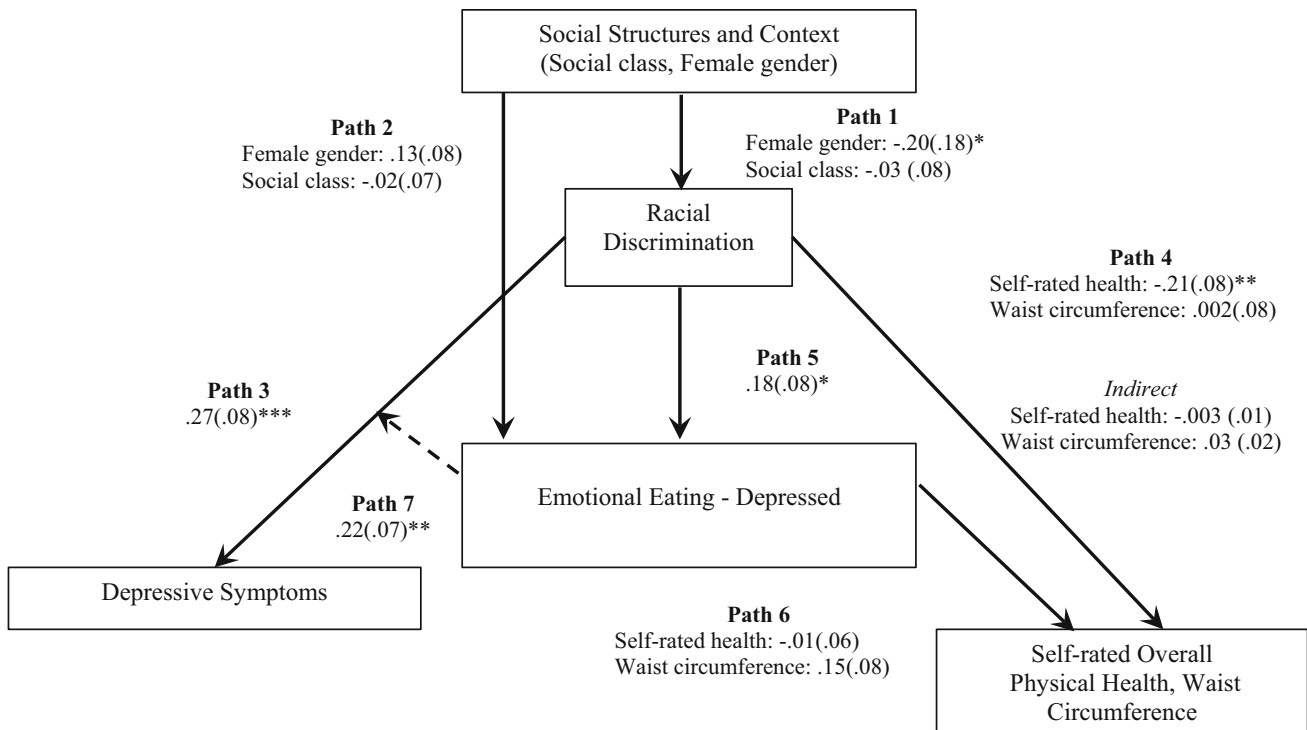 Social Structures and Context
(Social class, Female gender)
Path 2
Female gender: .13(.08)
Social class: -.02(.07)
Path 1
Female gender: -.20(.18)*
Social class: -.03 (.08)
Racial
Discrimination
Path 4
Self-rated health: -.21(.08)**
Waist circumference: .002(.08)
Path 5
.18(.08)*
Path 3
.27(.08)***
Indirect
Self-rated health: -.003 (.01)
Waist circumference: .03 (.02)
Emotional Eating - Depressed
Path 7
.22(.07)**
Depressive Symptoms
Path 6
Self-rated health: -.01(.06)
Waist circumference: .15(.08)
Self-rated Overall
Physical Health, Waist
Circumference